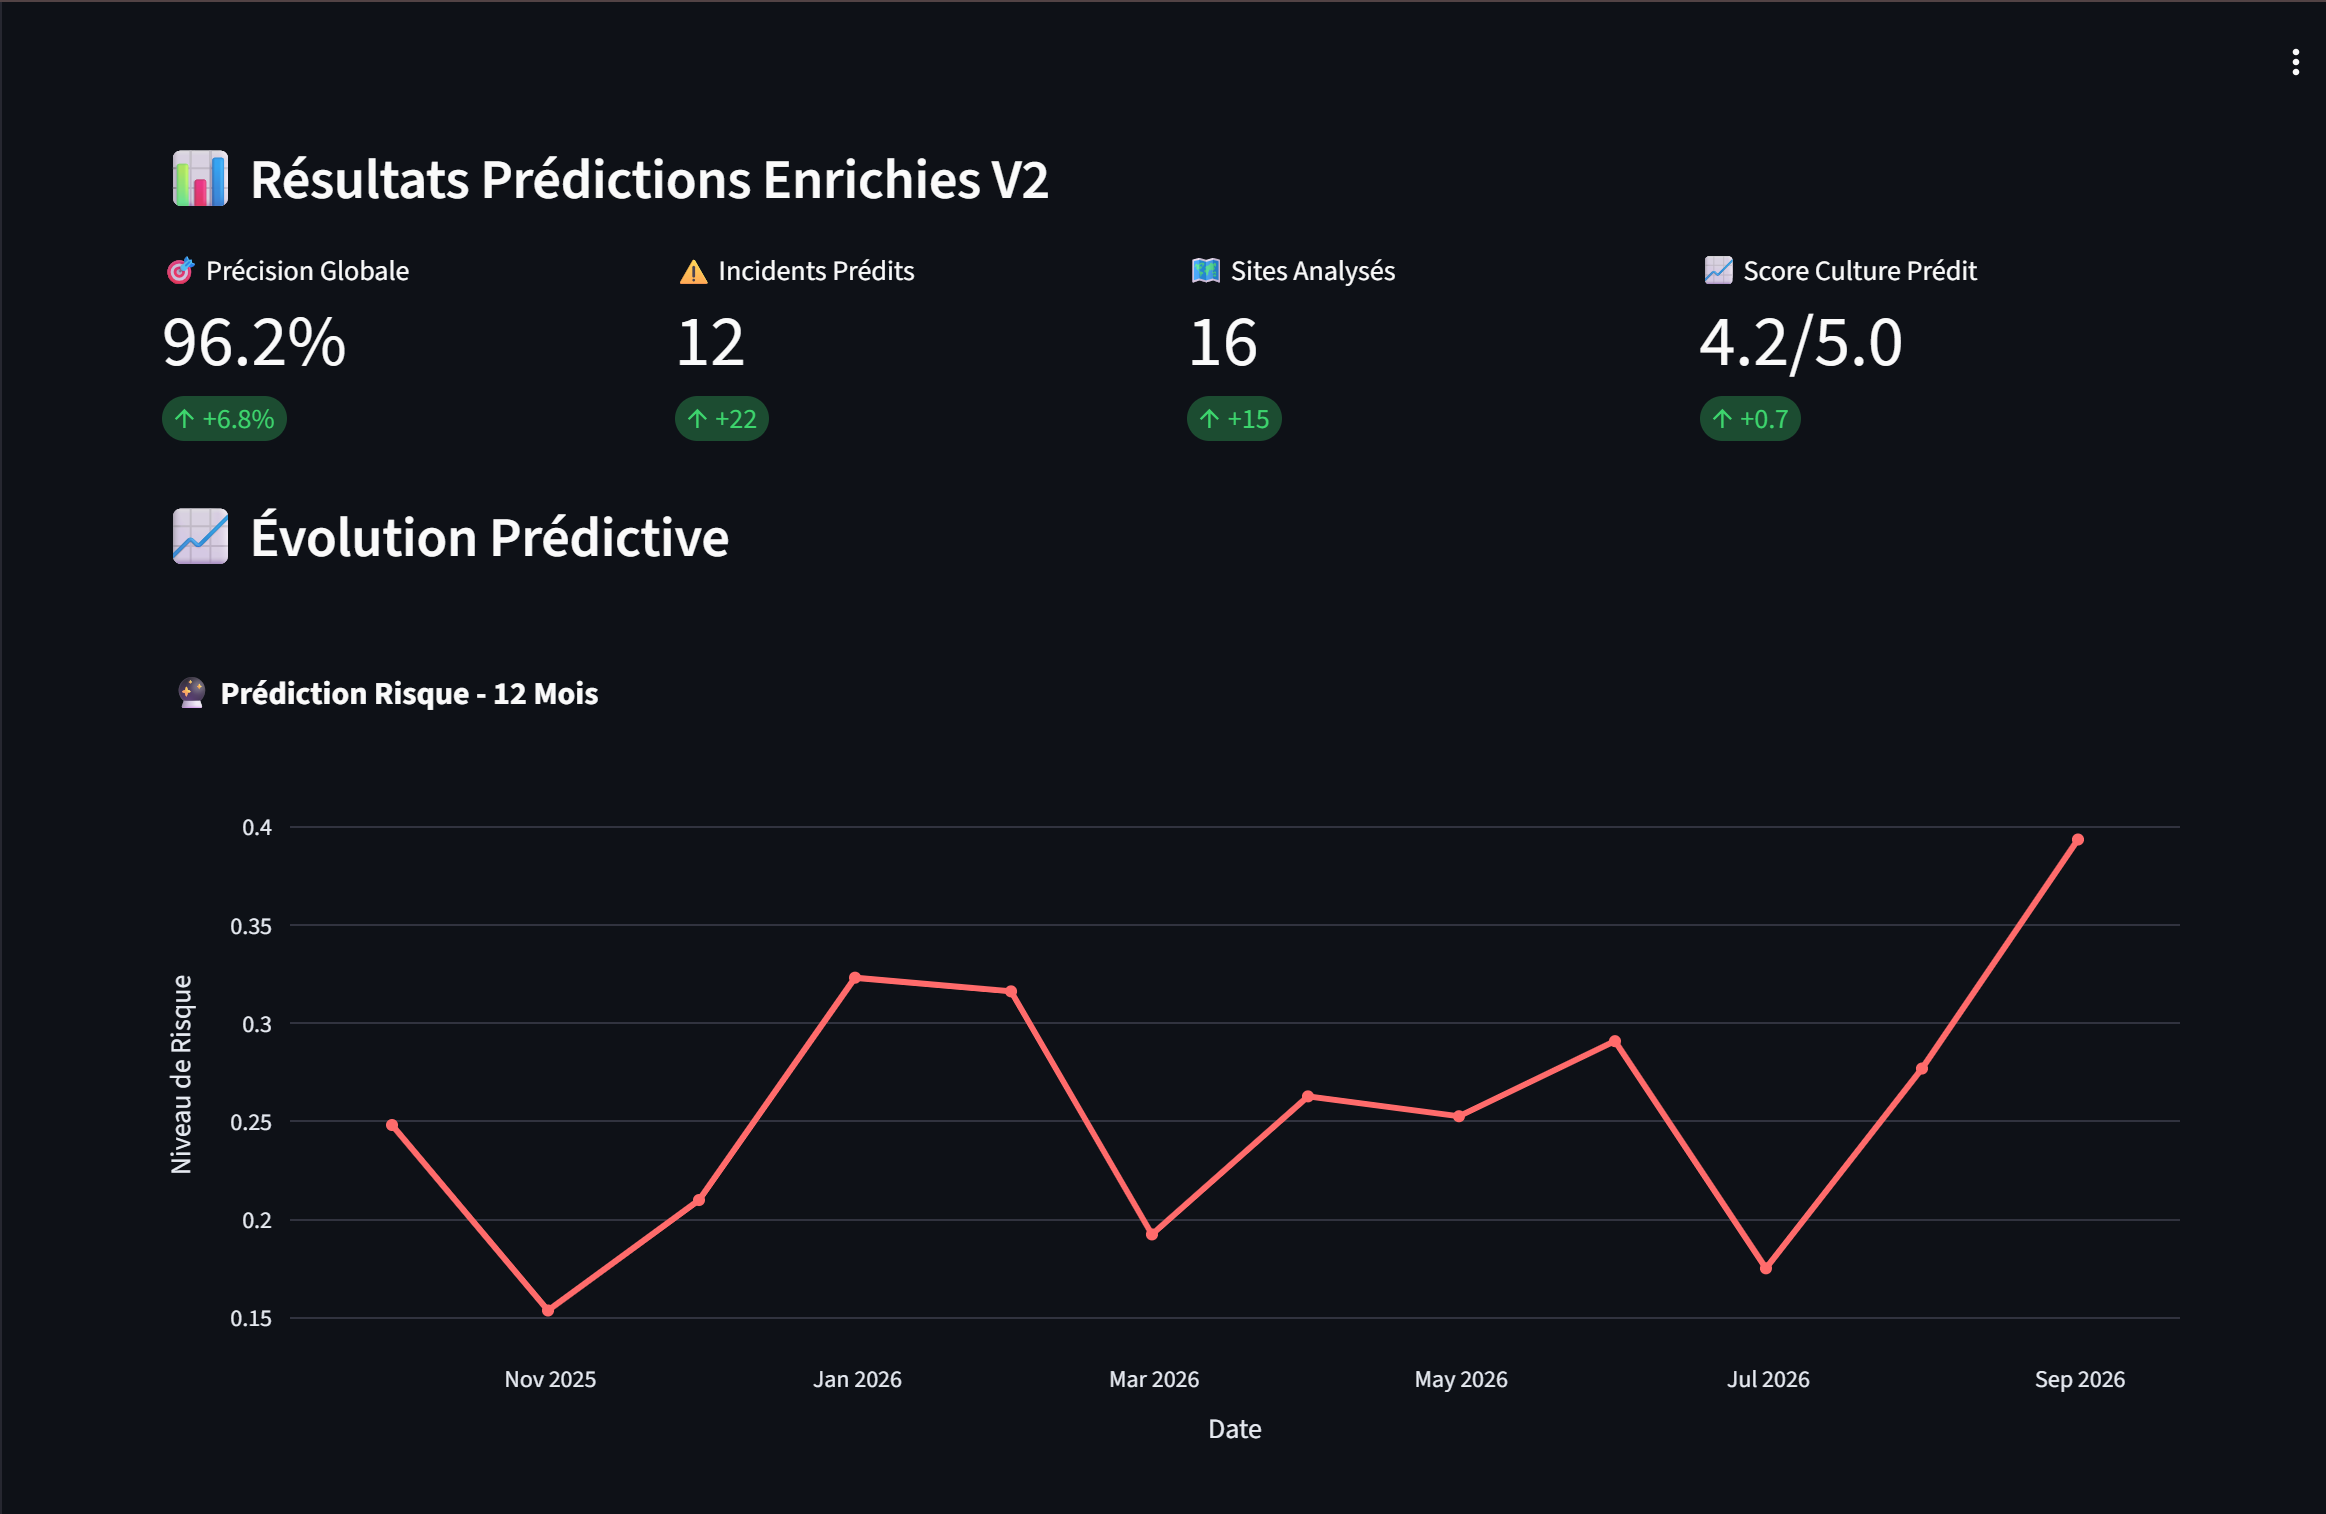 📊 Résultats Prédictions Enrichies V2
🎯 Précision Globale
96.2%
↑ +6.8%
⚠️ Incidents Prédits
12
↑ +22
🗺️ Sites Analysés
16
↑ +15
📈 Score Culture Prédit
4.2/5.0
↑ +0.7
📈 Évolution Prédictive
🔮 Prédiction Risque - 12 Mois
Niveau de Risque
0.4
0.35
0.3
0.25
0.2
0.15
Nov 2025 Jan 2026 Mar 2026 May 2026 Jul 2026 Sep 2026
Date